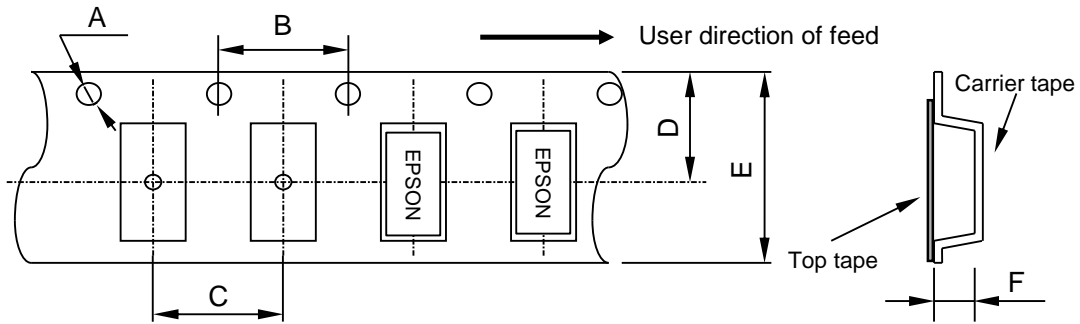 A
B
User direction of feed
Carrier tape
D
E
EPSON
EPSON
Top tape
C
F